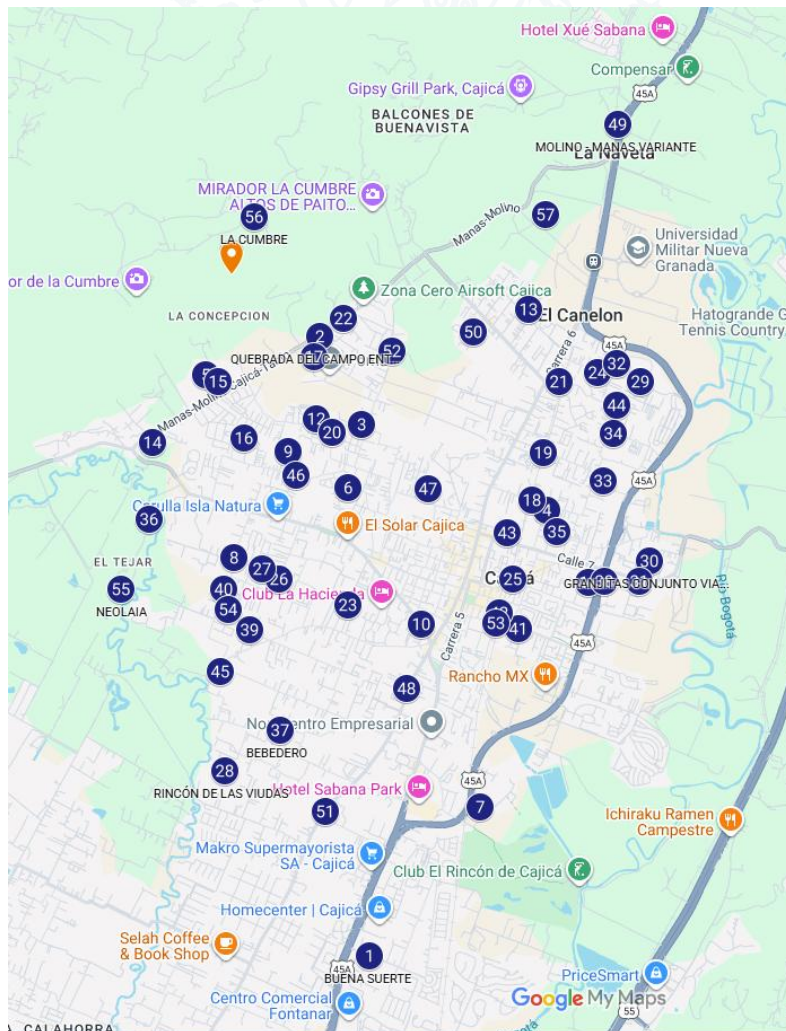 Hotel Xué Sabana
Compensar
45A
Gipsy Grill Park, Cajicá
BALCONES DE
BUENAVISTA
49
MOLINO - MANAS VARIANTE
La Naveta
MIRADOR LA CUMBRE
ALTOS DE PAITO...
56
LA CUMBRE
57
Manas-Molino
Universidad
Militar Nueva
Granada
or de la Cumbre
Zona Cero Airsoft Cajica
LA CONCEPCION
22
13
El Canelon
Hatogrande G
Tennis Country
50
2
52
QUEBRADA DEL CAMPO ENT...
45A
Carrera 6
32
24
29
21
5
15
Manas-Molino
Cajicá-Ta
44
12
20
3
34
14
16
9
19
46
6
47
33
45A
Carulla Isla Natura
18
4
36
El Solar Cajica
43
35
EL TEJAR
8
27
26
Calle 7
30
55
NEOLAIA
40
Club La Hacienda
25
GRANJITAS CONJUNTO VIA...
54
23
Río Bogotá
39
10
53
41
Carrera 5
45A
45
48
Rancho MX
37
BEBEDERO
Centro Empresarial
28
RINCÓN DE LAS VIUDAS
Hotel Sabana Park
45A
7
51
Ichiraku Ramen
Campestre
Makro Supermayorista
SA - Cajicá
Club El Rincón de Cajicá
Homecenter | Cajicá
Selah Coffee
& Book Shop
1
BUENA SUERTE
45A
PriceSmart
Centro Comercial
Fontanar
Google My Maps
55
CALAHORRA